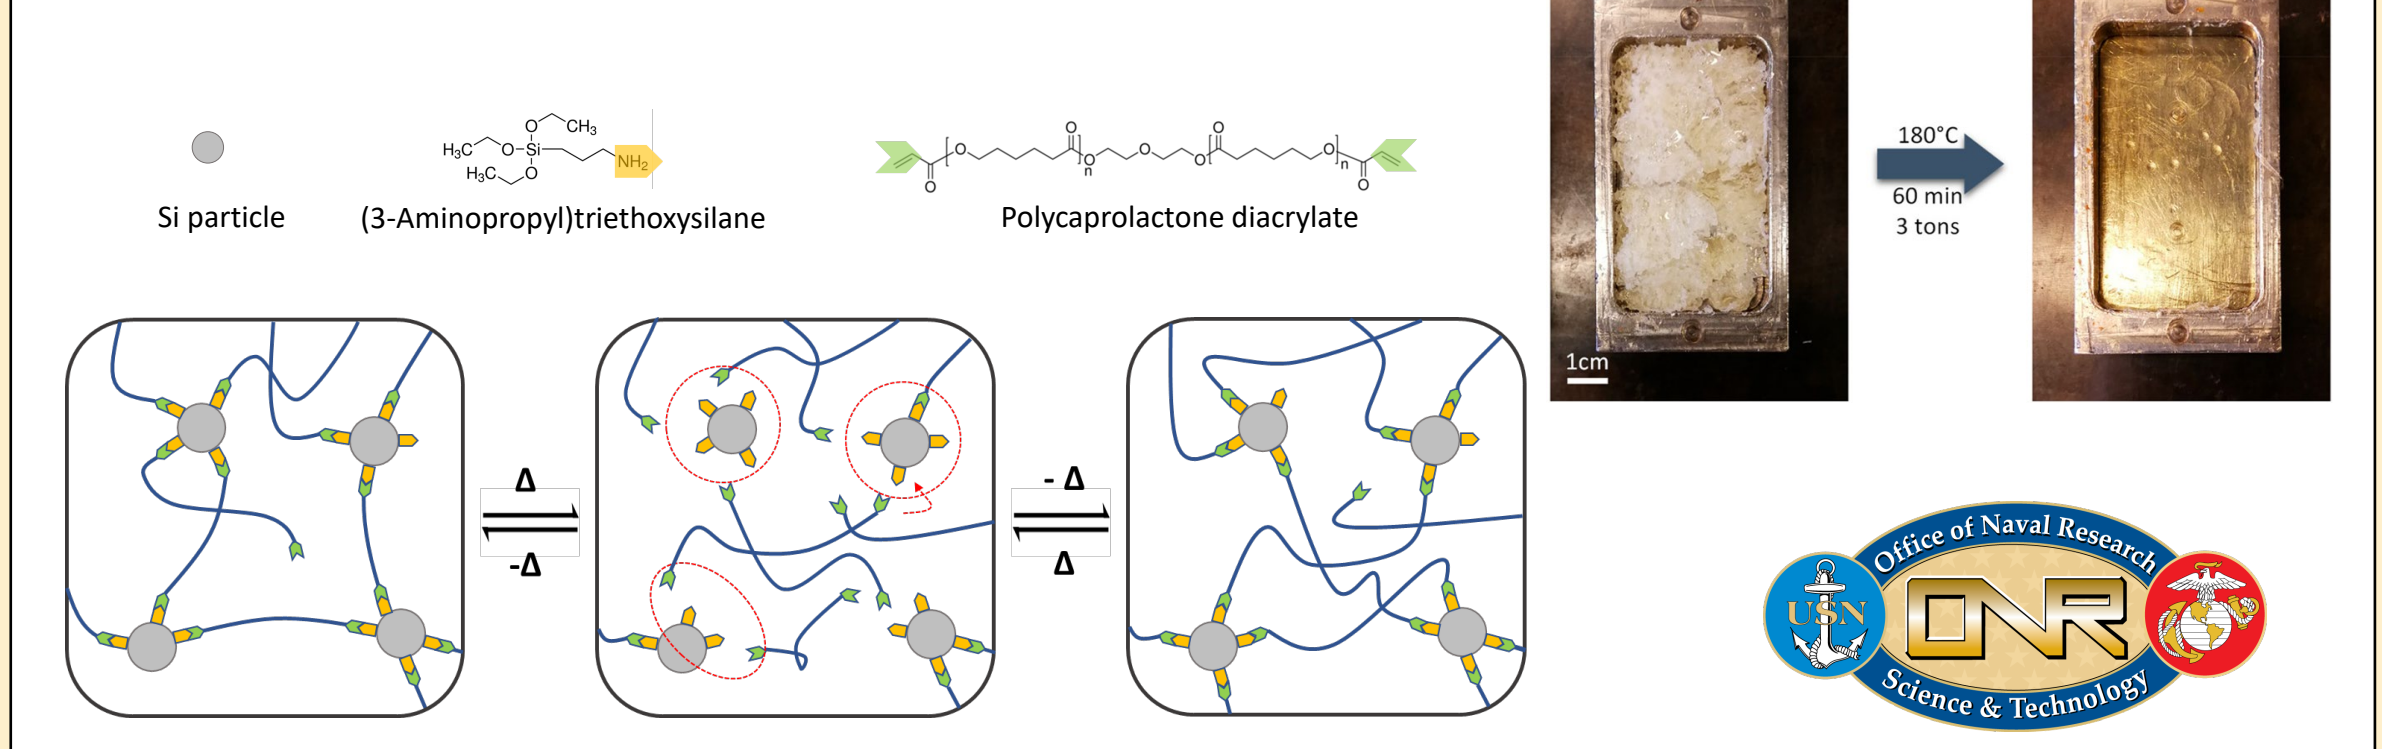 O
CH₃
H₃C
O
Si
NH₂
H₃C
O
Si particle
(3-Aminopropyl)triethoxysilane
O
O
O
O
n
O
O
O
O
n
O
O
Polycaprolactone diacrylate
Δ
-Δ
- Δ
Δ
1cm
180°C
60 min
3 tons
Office of Naval Research
USN
ONR
Science & Technology